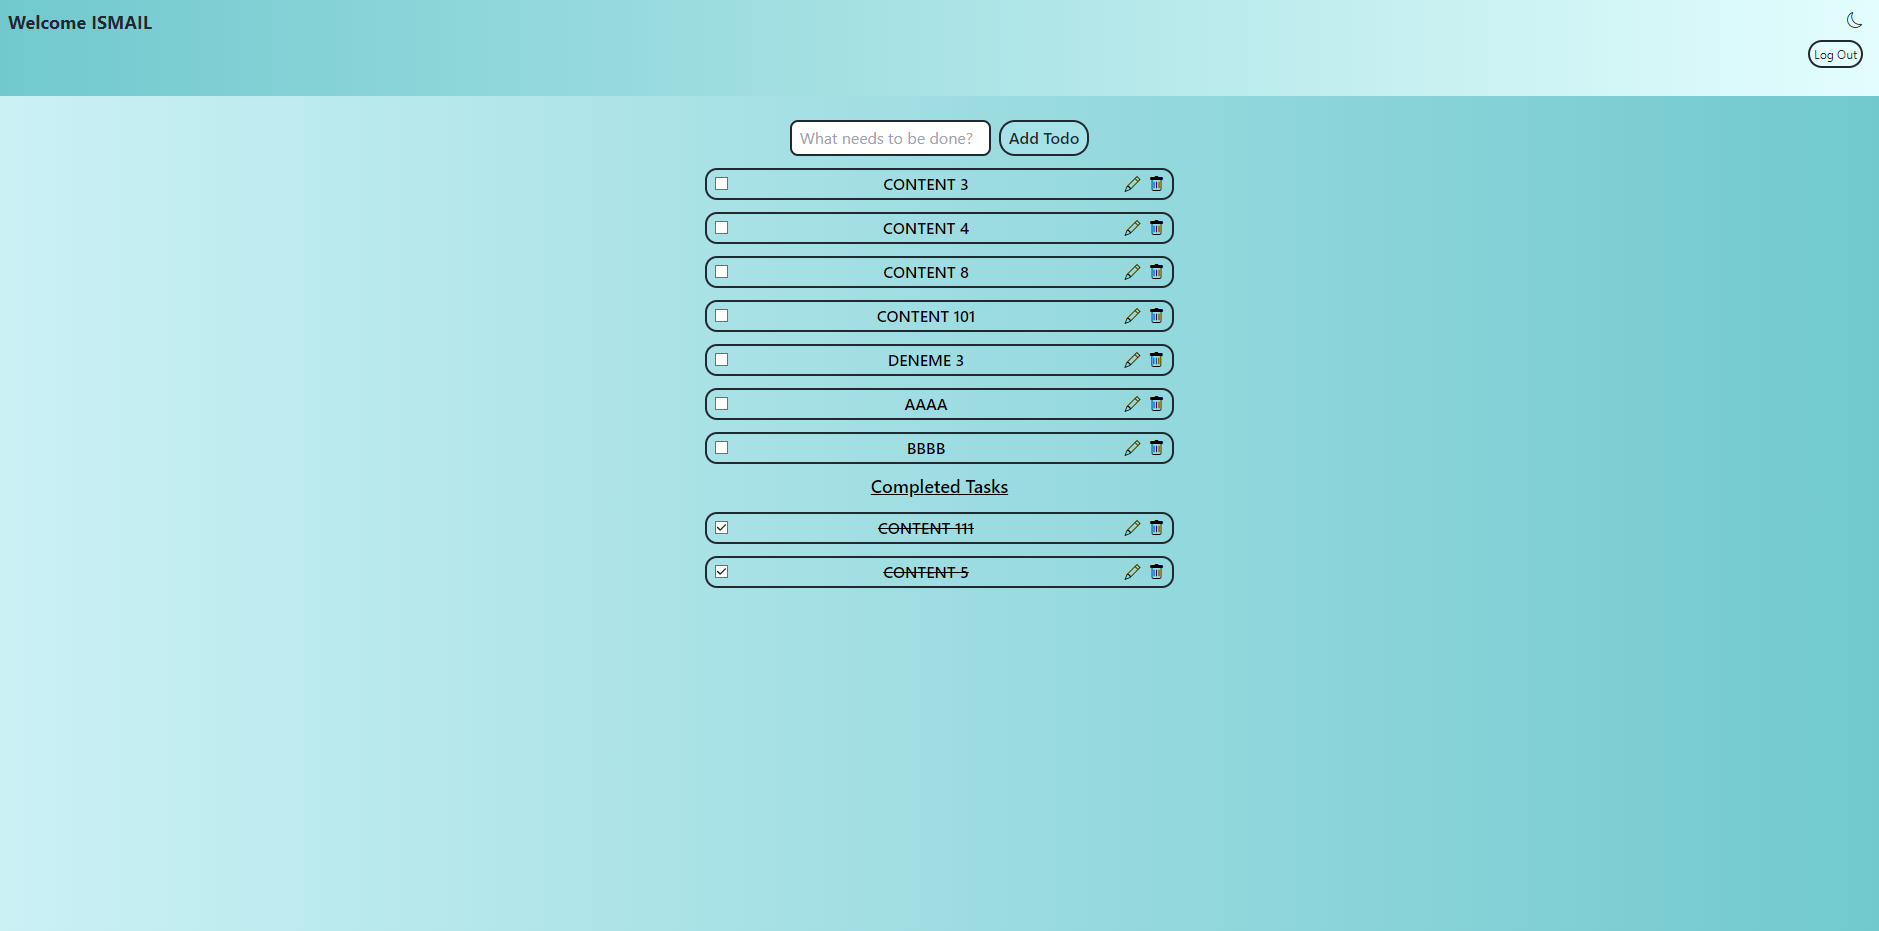 Welcome ISMAIL
Log Out
What needs to be done?
Add Todo
CONTENT 3
CONTENT 4
CONTENT 8
CONTENT 101
DENEME 3
AAAA
BBBB
Completed Tasks
CONTENT 111
CONTENT 5